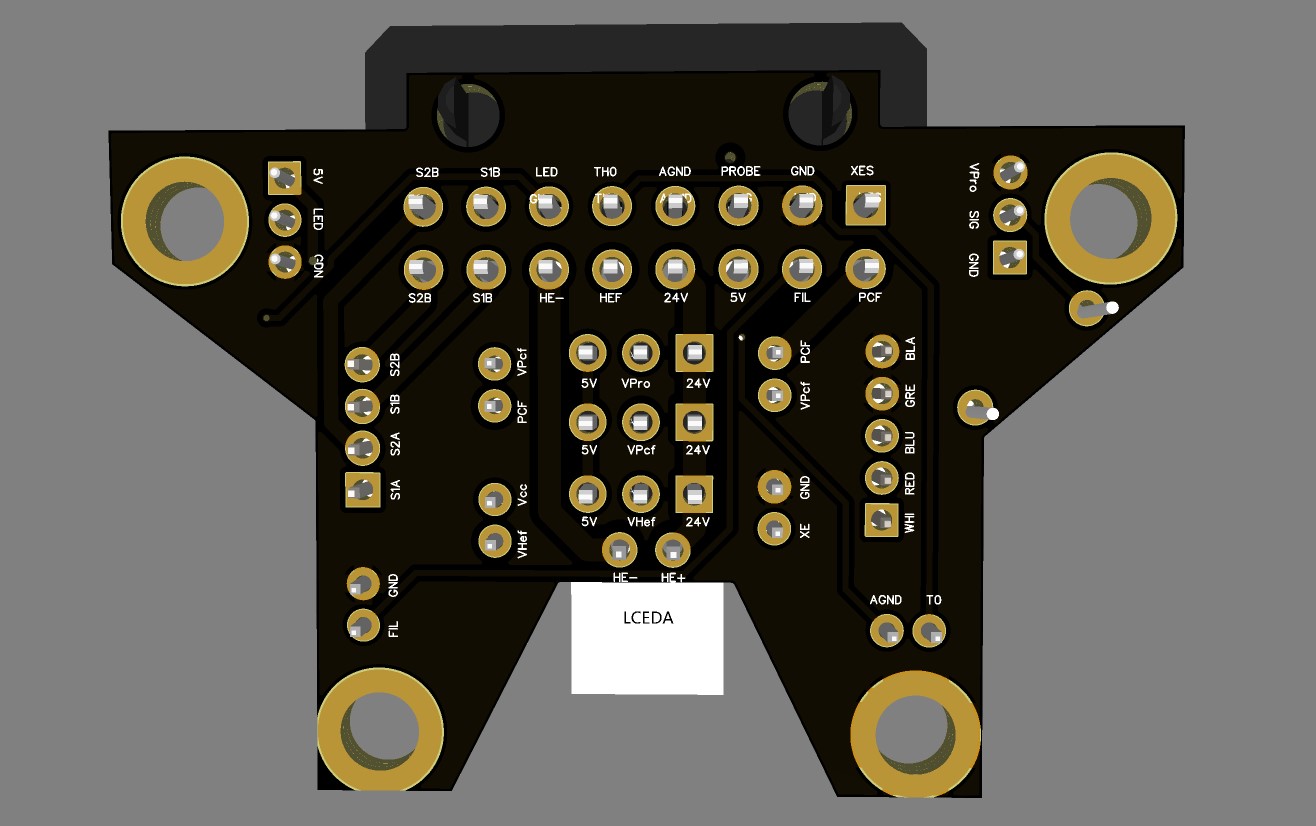 S2B S1B LED TH0 AGND PROBE GND XES
5V
LED
GDN
VPro
SIG
GND
S2B S1B HE- HEF 24V 5V FIL PCF
S2B
S1B
S2A
S1A
VPcf
PCF
5V VPro 24V
PCF
VPcf
BLA
GRE
BLU
RED
WHI
5V VPcf 24V
Vcc
VHef
5V VHef 24V
GND
XE
HE- HE+
GND
FIL
LCEDA
AGND T0